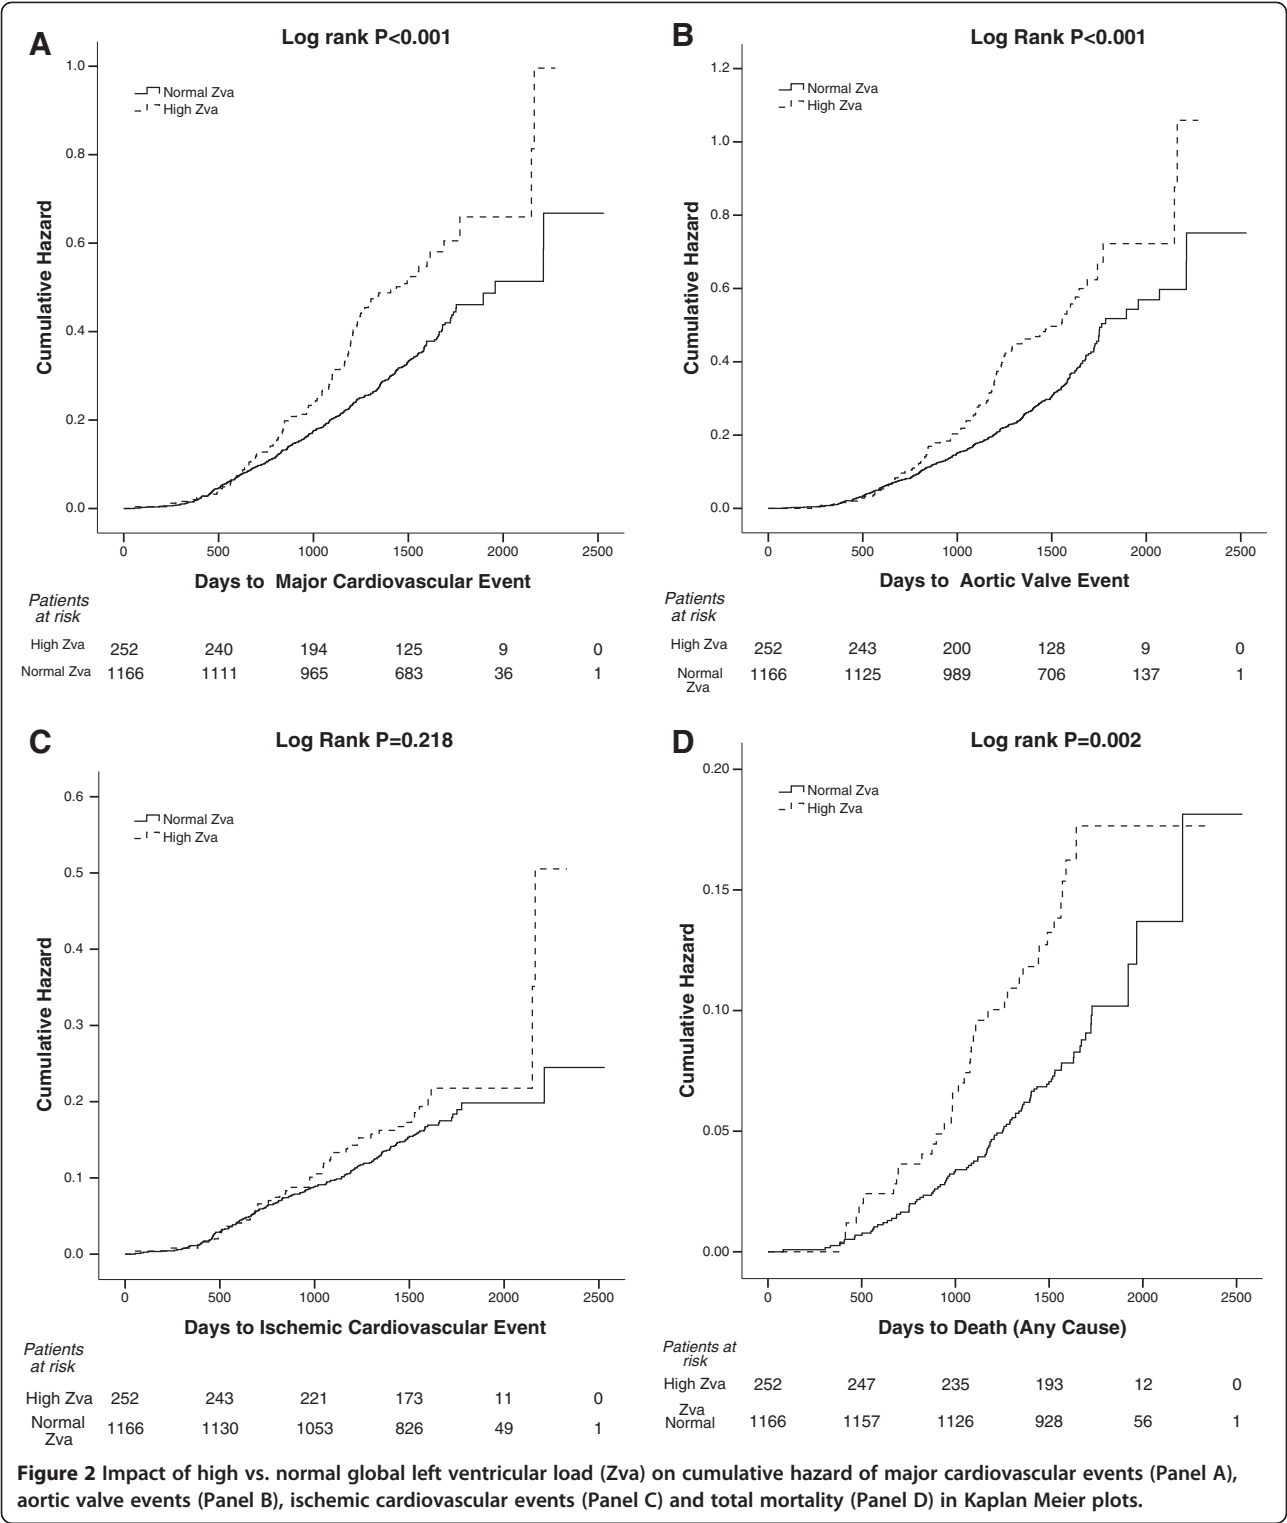 A
Log rank P<0.001
Normal Zva
High Zva
Cumulative Hazard
1.0
0.8
0.6
0.4
0.2
0.0
0 500 1000 1500 2000 2500
Days to Major Cardiovascular Event
Patients
at risk
High Zva 252 240 194 125 9 0
Normal Zva 1166 1111 965 683 36 1
B
Log Rank P<0.001
Normal Zva
High Zva
Cumulative Hazard
1.2
1.0
0.8
0.6
0.4
0.2
0.0
0 500 1000 1500 2000 2500
Days to Aortic Valve Event
Patients
at risk
High Zva 252 243 200 128 9 0
Normal 1166 1125 989 706 137 1
Zva
C
Log Rank P=0.218
Normal Zva
High Zva
Cumulative Hazard
0.6
0.5
0.4
0.3
0.2
0.1
0.0
0 500 1000 1500 2000 2500
Days to Ischemic Cardiovascular Event
Patients
at risk
High Zva 252 243 221 173 11 0
Normal 1166 1130 1053 826 49 1
Zva
D
Log rank P=0.002
Normal Zva
High Zva
Cumulative Hazard
0.20
0.15
0.10
0.05
0.00
0 500 1000 1500 2000 2500
Days to Death (Any Cause)
Patients at
risk
High Zva 252 247 235 193 12 0
Zva
Normal 1166 1157 1126 928 56 1
Figure 2 Impact of high vs. normal global left ventricular load (Zva) on cumulative hazard of major cardiovascular events (Panel A),
aortic valve events (Panel B), ischemic cardiovascular events (Panel C) and total mortality (Panel D) in Kaplan Meier plots.